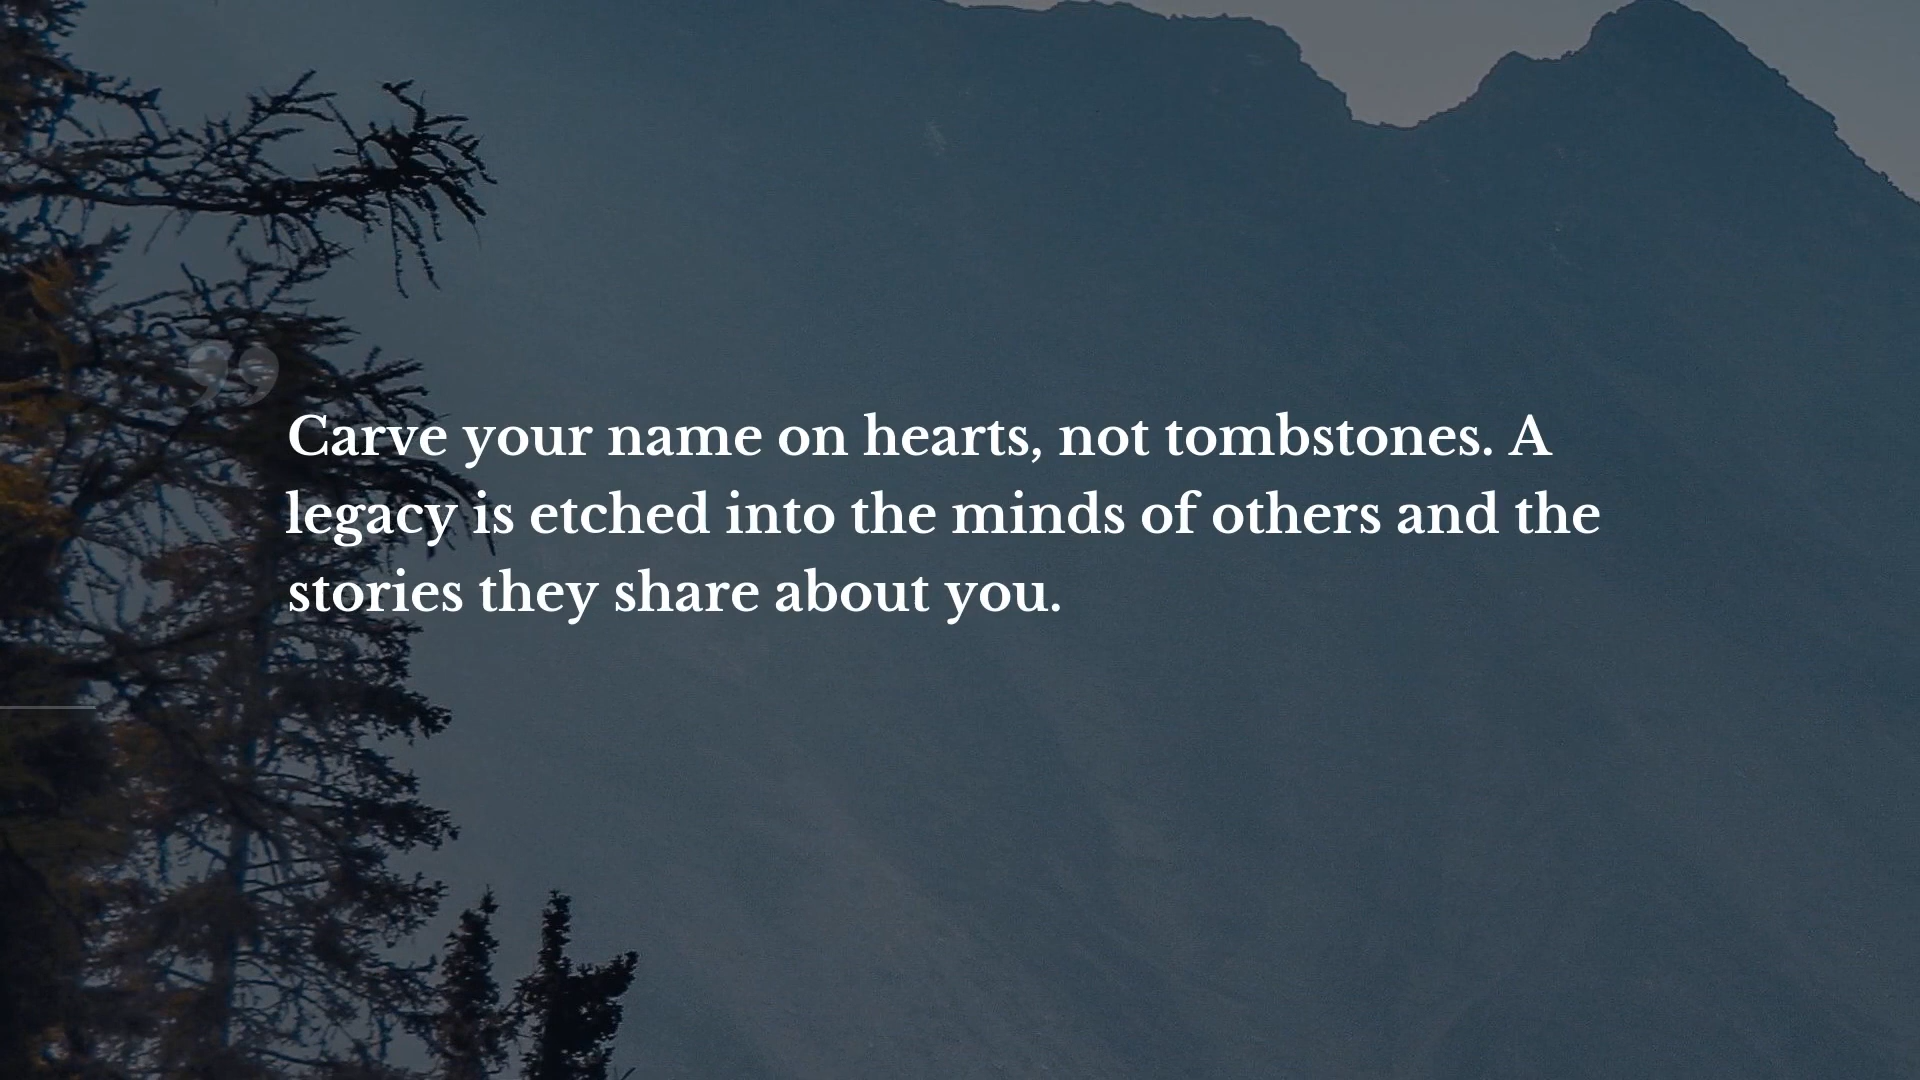 ”
Carve your name on hearts, not tombstones. A
legacy is etched into the minds of others and the
stories they share about you.